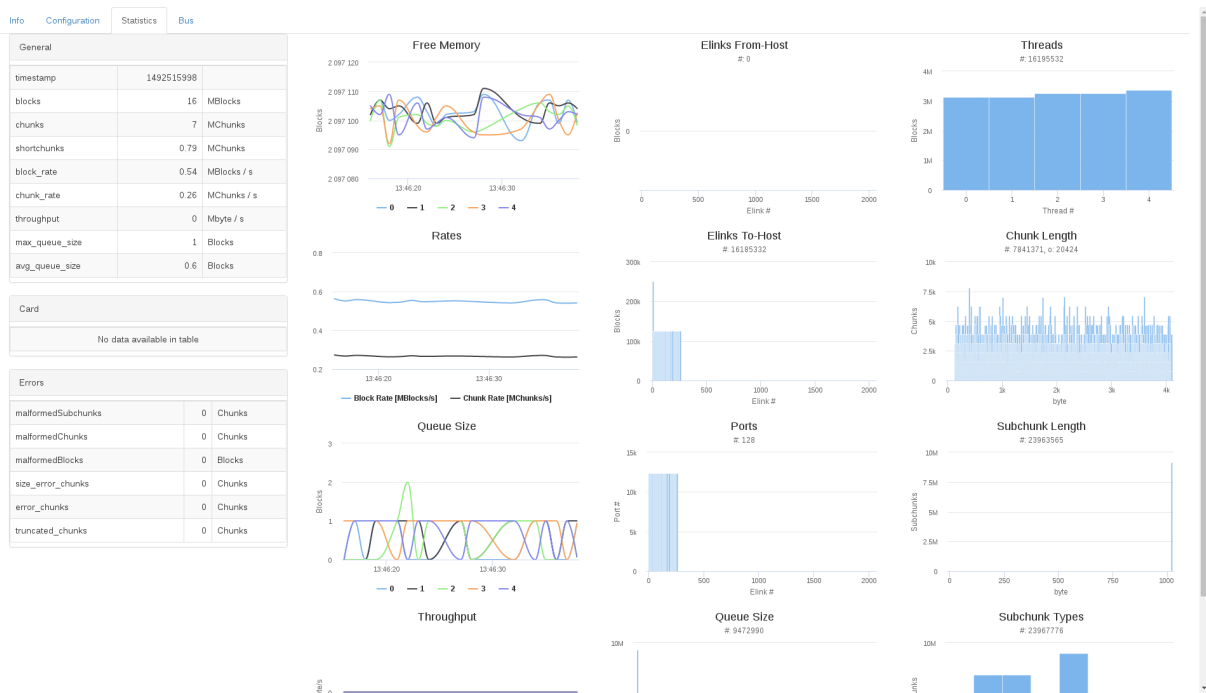 Info Configuration Statistics Bus
General
timestamp 1492515998
blocks 16 MBlocks
chunks 7 MChunks
shortchunks 0.79 MChunks
block_rate 0.54 MBlocks / s
chunk_rate 0.26 MChunks / s
throughput 0 Mbyte / s
max_queue_size 1 Blocks
avg_queue_size 0.6 Blocks
Card
No data available in table
Errors
malformedSubchunks 0 Chunks
malformedChunks 0 Chunks
malformedBlocks 0 Blocks
size_error_chunks 0 Chunks
error_chunks 0 Chunks
truncated_chunks 0 Chunks
Free Memory
Blocks
2 097 120
2 097 110
2 097 100
2 097 090
2 097 080
13:46:20 13:46:30
0 1 2 3 4
Elinks From-Host
#: 0
Blocks
0
0 500 1000 1500 2000
Elink #
Threads
#: 16195532
Blocks
4M
3M
2M
1M
0
0 1 2 3 4
Thread #
Rates
0.8
0.6
0.4
0.2
13:46:20 13:46:30
Block Rate [MBlocks/s] Chunk Rate [MChunks/s]
Elinks To-Host
#: 16185332
Blocks
300k
200k
100k
0
0 500 1000 1500 2000
Elink #
Chunk Length
#: 7841371, o: 20424
Chunks
10k
7.5k
5k
2.5k
0
0 1k 2k 3k 4k
byte
Queue Size
Blocks
3
2
1
0
13:46:20 13:46:30
0 1 2 3 4
Ports
#: 128
Port #
15k
10k
5k
0
0 500 1000 1500 2000
Elink #
Subchunk Length
#: 23963565
Subchunks
10M
7.5M
5M
2.5M
0
0 250 500 750 1000
byte
Throughput
0
Queue Size
#: 9472990
10M
Subchunk Types
#: 23967776
10M